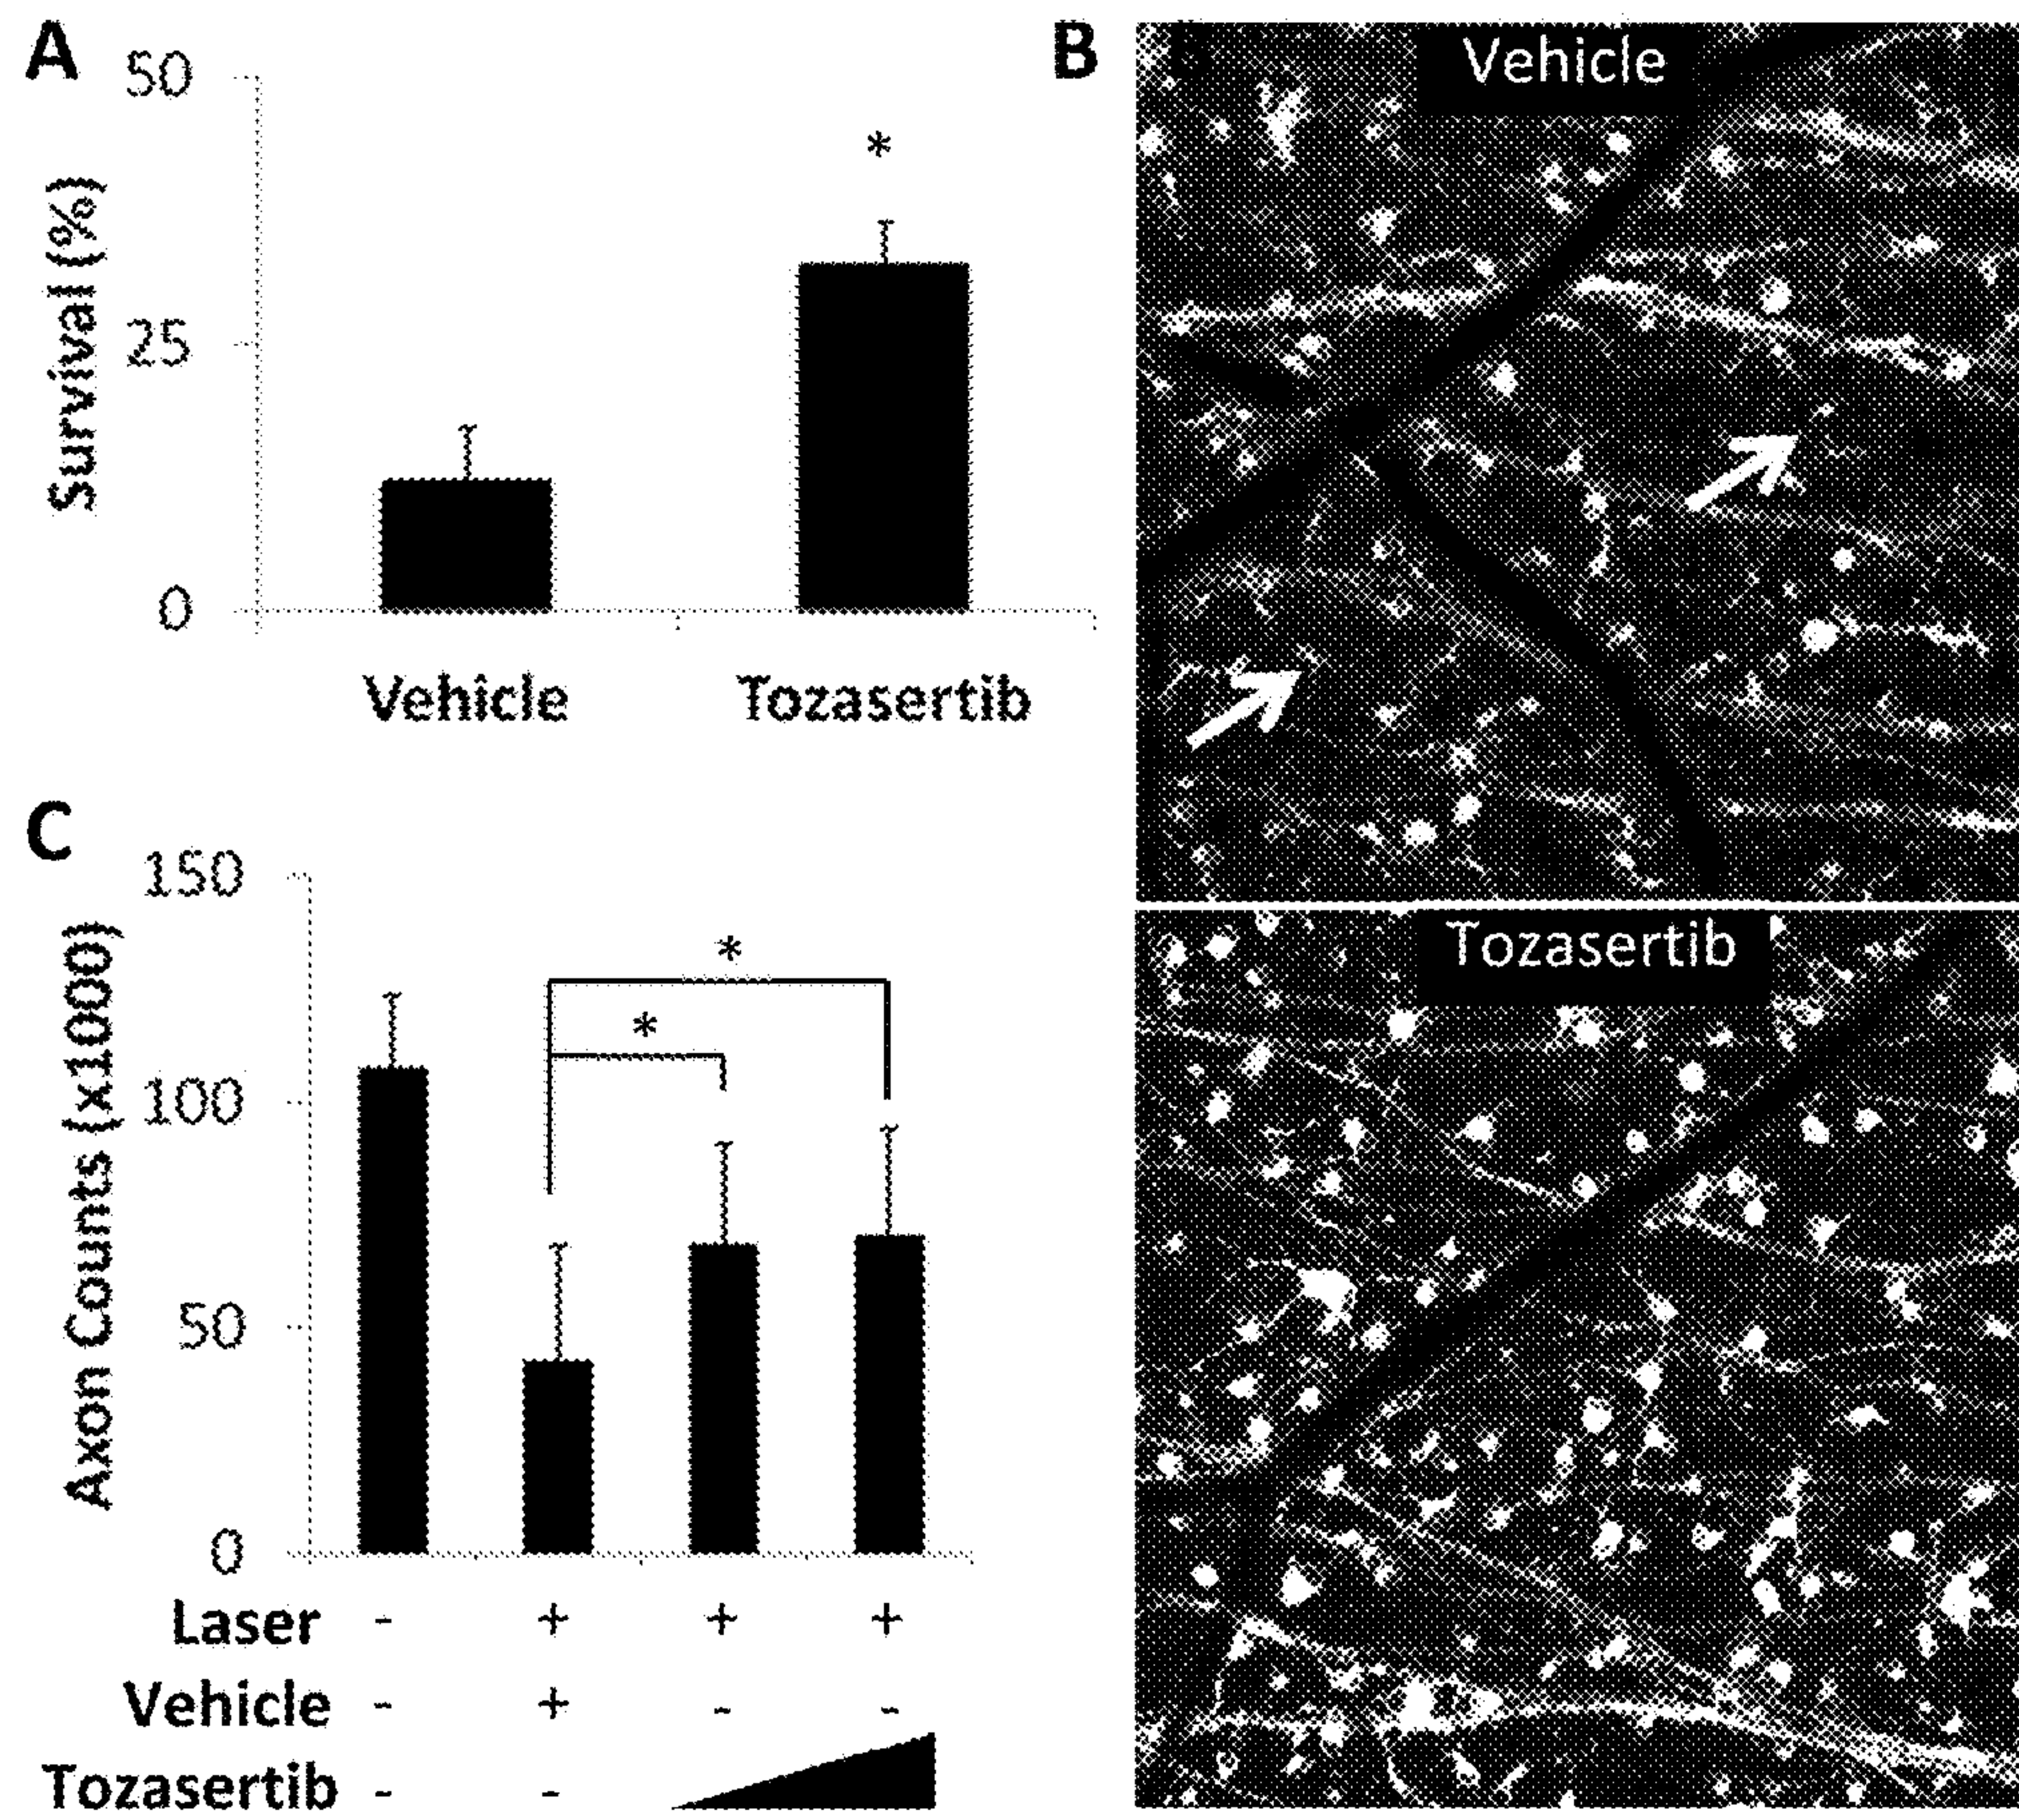 A
50
25
0
Survival (%)
*
Vehicle
Tozasertib
B
Vehicle
Tozasertib
C
150
100
50
0
Axon Counts (x1000)
*
*
Laser - + + +
Vehicle - + - -
Tozasertib - -